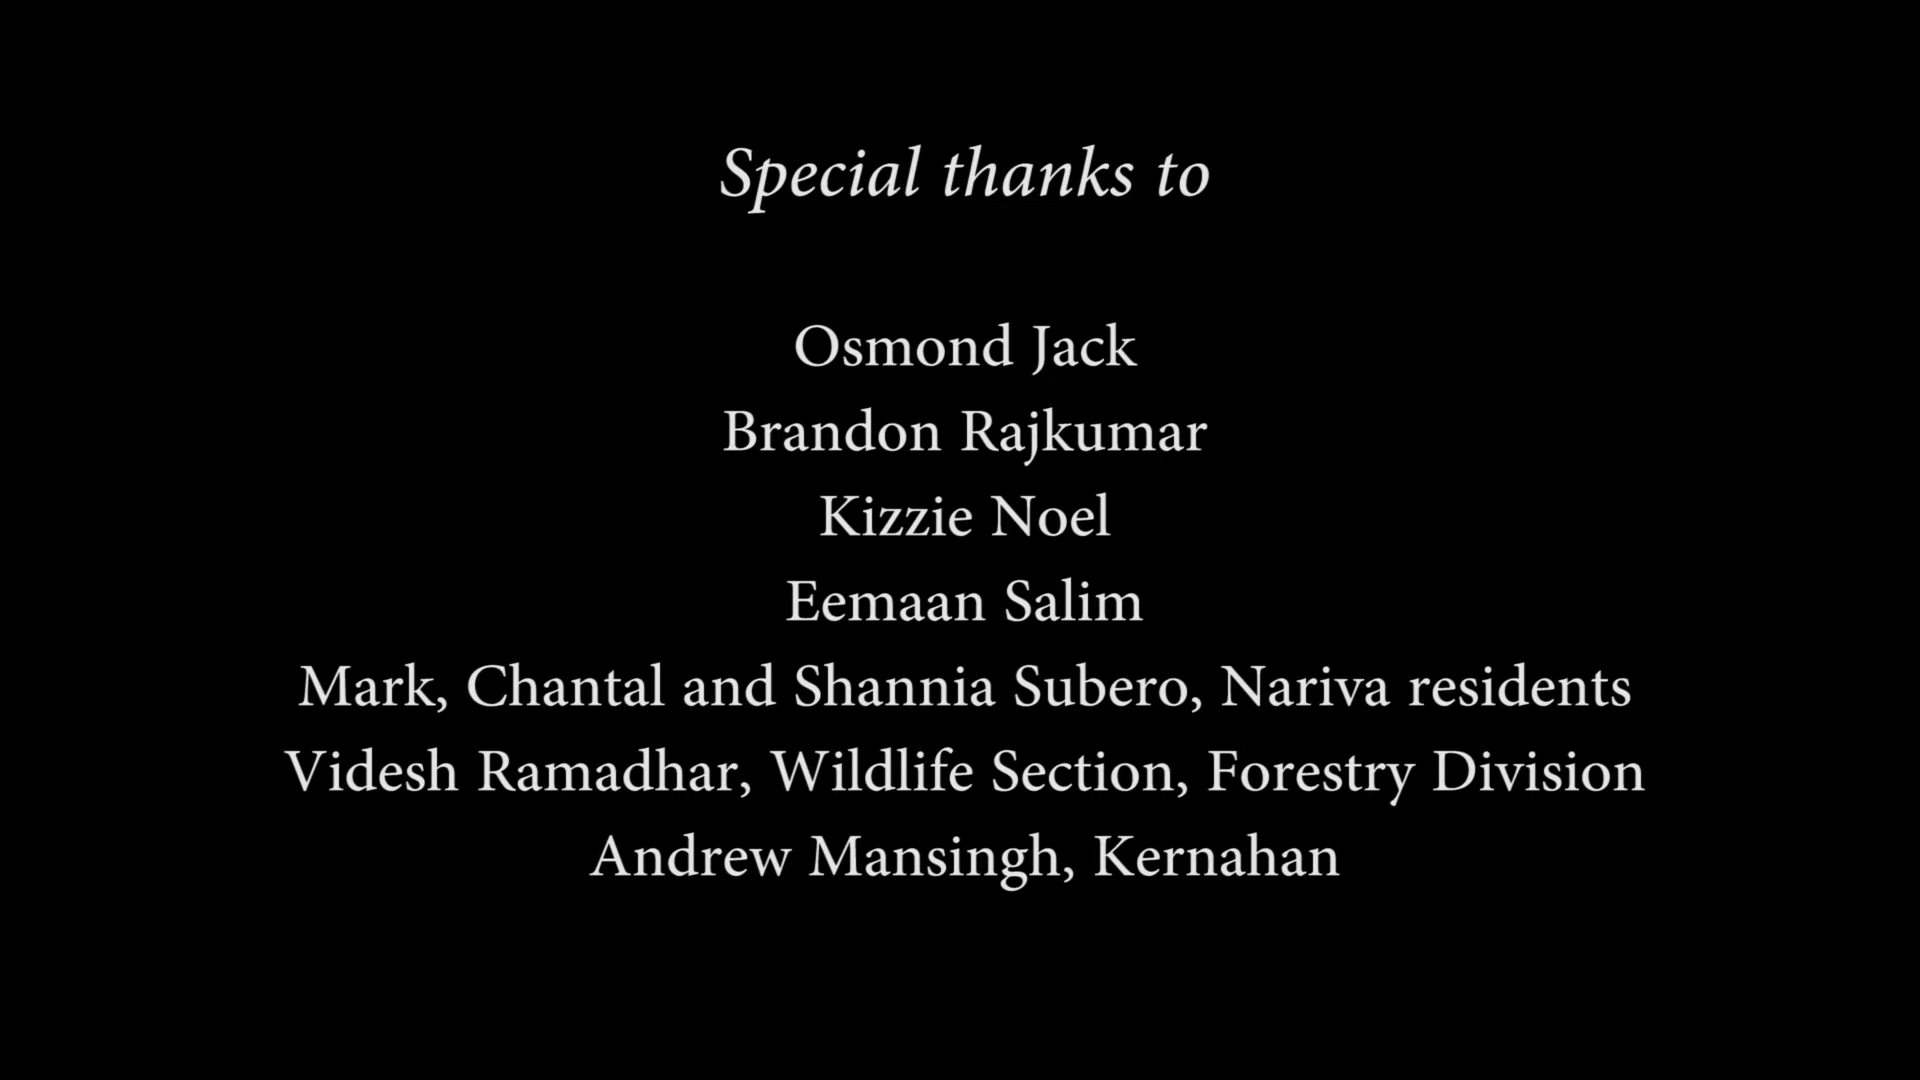 Special thanks to
Osmond Jack
Brandon Rajkumar
Kizzie Noel
Eemaan Salim
Mark, Chantal and Shannia Subero, Nariva residents
Videsh Ramadhar, Wildlife Section, Forestry Division
Andrew Mansingh, Kernahan